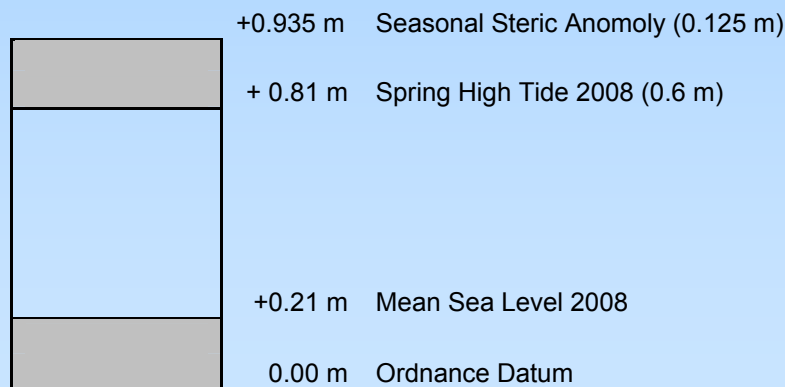 +0.935 m Seasonal Steric Anomoly (0.125 m)
+ 0.81 m Spring High Tide 2008 (0.6 m)
+0.21 m Mean Sea Level 2008
0.00 m Ordnance Datum